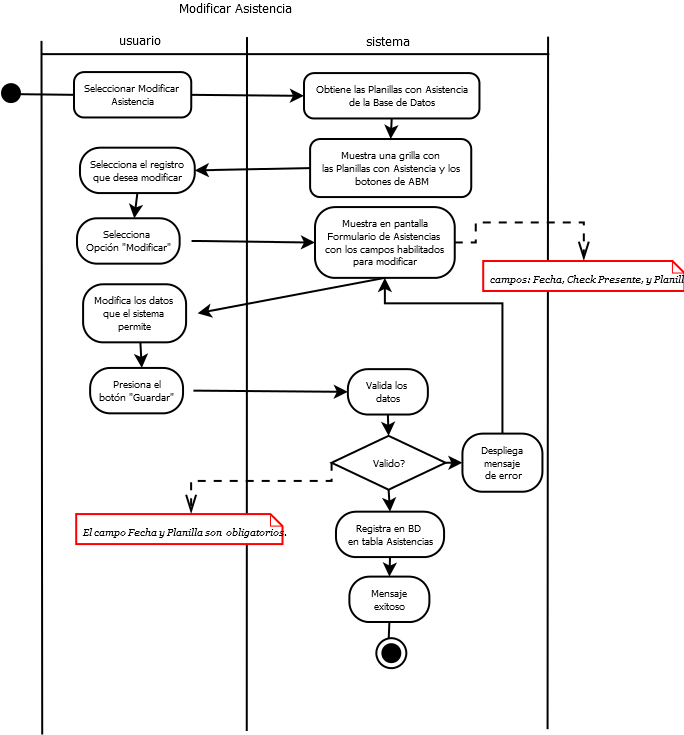 Modificar Asistencia
usuario
sistema
Seleccionar Modificar
Asistencia
Obtiene las Planillas con Asistencia
de la Base de Datos
Muestra una grilla con
las Planillas con Asistencia y los
botones de ABM
Selecciona el registro
que desea modificar
Selecciona
Opción "Modificar"
Muestra en pantalla
Formulario de Asistencias
con los campos habilitados
para modificar
campos: Fecha, Check Presente, y Planill
Modifica los datos
que el sistema
permite
Presiona el
botón "Guardar"
Valida los
datos
Valido?
Despliega
mensaje
de error
El campo Fecha y Planilla son obligatorios.
Registra en BD
en tabla Asistencias
Mensaje
exitoso